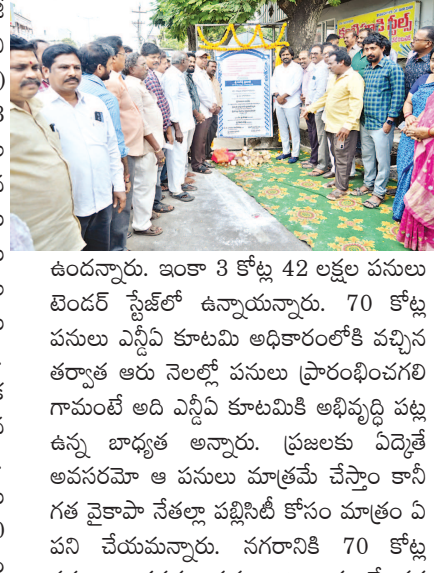 స్టీల్స్
ఉందన్నారు. ఇంకా 3 కోట్ల 42 లక్షల పనులు
టెండర్ స్టేజ్‌లో ఉన్నాయన్నారు. 70 కోట్ల
పనులు ఎన్డీఏ కూటమి అధికారంలోకి వచ్చిన
తర్వాత ఆరు నెలల్లో పనులు ప్రారంభించగలి
గామంటే అది ఎన్డీఏ కూటమికి అభివృద్ధి పట్ల
ఉన్న బాధ్యత అన్నారు. ప్రజలకు ఏదైతే
అవసరమో ఆ పనులు మాత్రమే చేస్తాం కానీ
గత వైకాపా నేతల్లా పబ్లిసిటీ కోసం మాత్రం ఏ
పని చేయమన్నారు. నగరానికి 70 కోట్ల